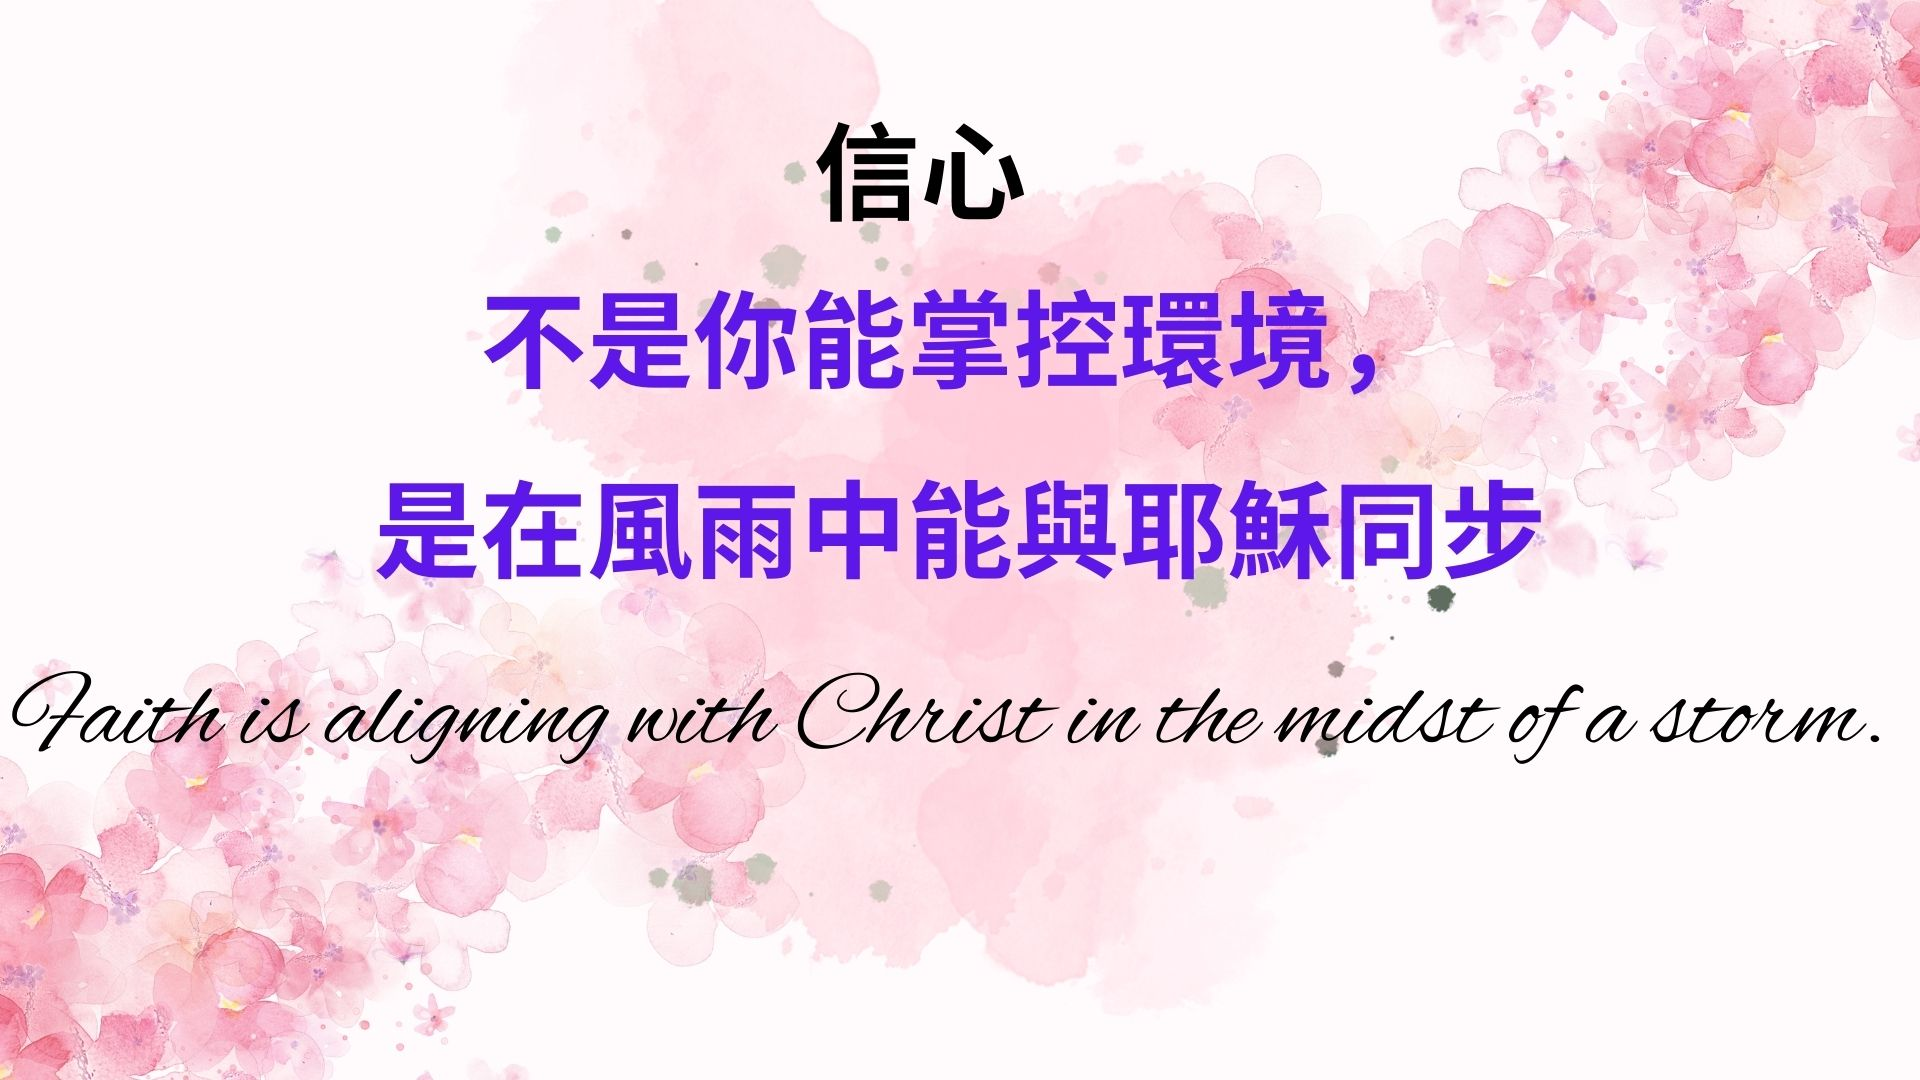 信心
不是你能掌控環境，
是在風雨中能與耶穌同步
Faith is aligning with Christ in the midst of a storm.